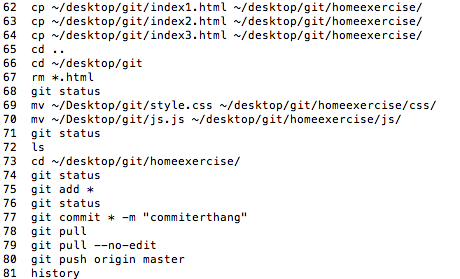 62 cp ~/desktop/git/index1.html ~/desktop/git/homeexercise/
63 cp ~/desktop/git/index2.html ~/desktop/git/homeexercise/
64 cp ~/desktop/git/index3.html ~/desktop/git/homeexercise/
65 cd ..
66 cd ~/desktop/git
67 rm *.html
68 git status
69 mv ~/Desktop/git/style.css ~/desktop/git/homeexercise/css/
70 mv ~/Desktop/git/js.js ~/desktop/git/homeexercise/js/
71 git status
72 ls
73 cd ~/desktop/git/homeexercise/
74 git status
75 git add *
76 git status
77 git commit * -m "commiterthang"
78 git pull
79 git pull --no-edit
80 git push origin master
81 history